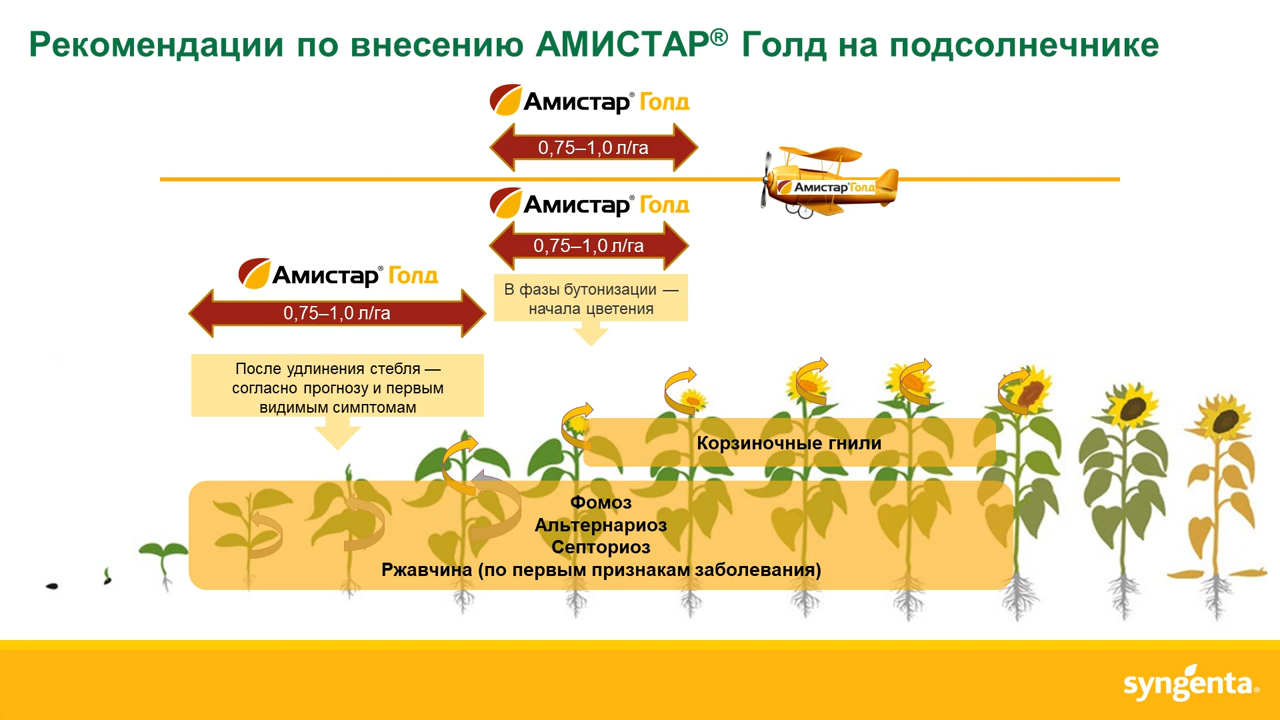 Рекомендации по внесению АМИСТАР® Голд на подсолнечнике
Амистар® Голд
0,75–1,0 л/га
Амистар® Голд
Амистар® Голд
0,75–1,0 л/га
Амистар® Голд
0,75–1,0 л/га
В фазы бутонизации —
начала цветения
После удлинения стебля —
согласно прогнозу и первым
видимым симптомам
Корзиночные гнили
Фомоз
Альтернариоз
Септориоз
Ржавчина (по первым признакам заболевания)
syngenta®